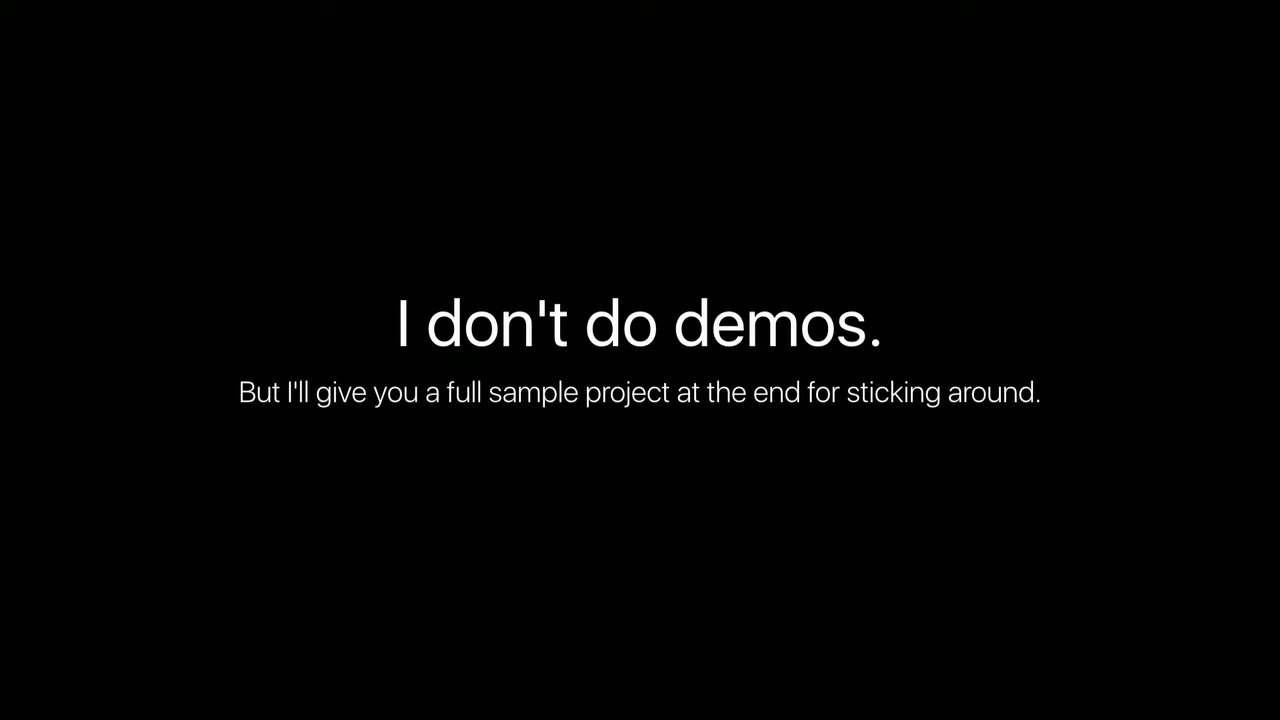 I don't do demos.
But I'll give you a full sample project at the end for sticking around.